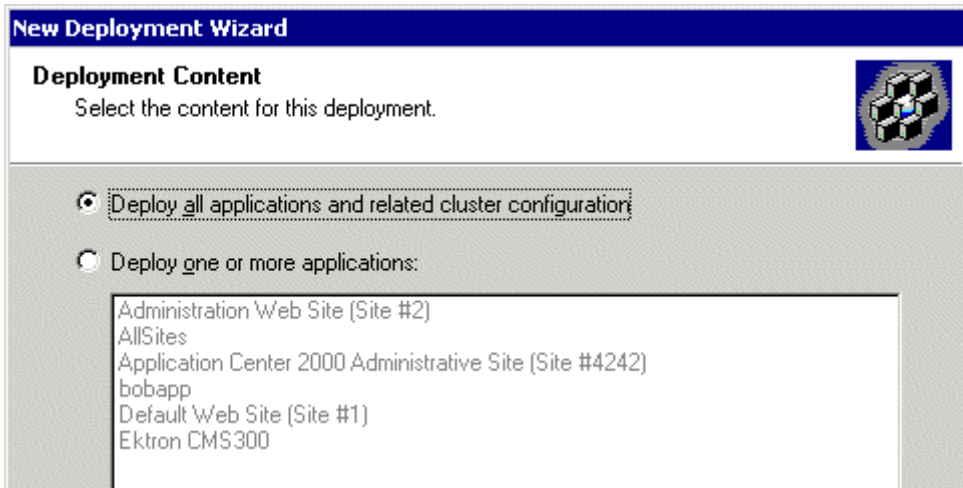 New Deployment Wizard
Deployment Content
Select the content for this deployment.
Deploy all applications and related cluster configuration
Deploy one or more applications:
Administration Web Site (Site #2)
AllSites
Application Center 2000 Administrative Site (Site #4242)
bobapp
Default Web Site (Site #1)
Ektron CMS300